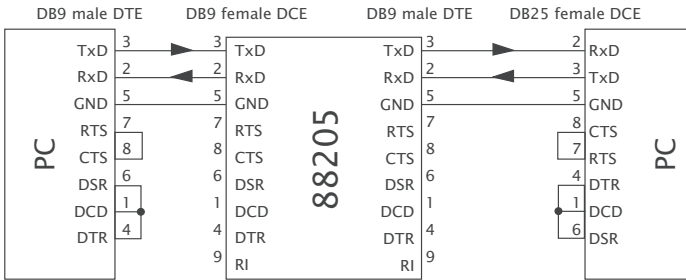 DB9 male DTE DB9 female DCE DB9 male DTE DB25 female DCE
TxD 3 3 TxD TxD 3 2 RxD
RxD 2 2 RxD RxD 2 3 TxD
GND 5 5 GND GND 5 5 GND
RTS 7 7 RTS RTS 7 8 CTS
CTS 8 8 CTS CTS 8 7 RTS
DSR 6 6 DSR DSR 6 4 DTR
DCD 1 1 DCD DCD 1 1 DCD
DTR 4 4 DTR DTR 4 6 DSR
9 RI RI 9
PC
88205
PC